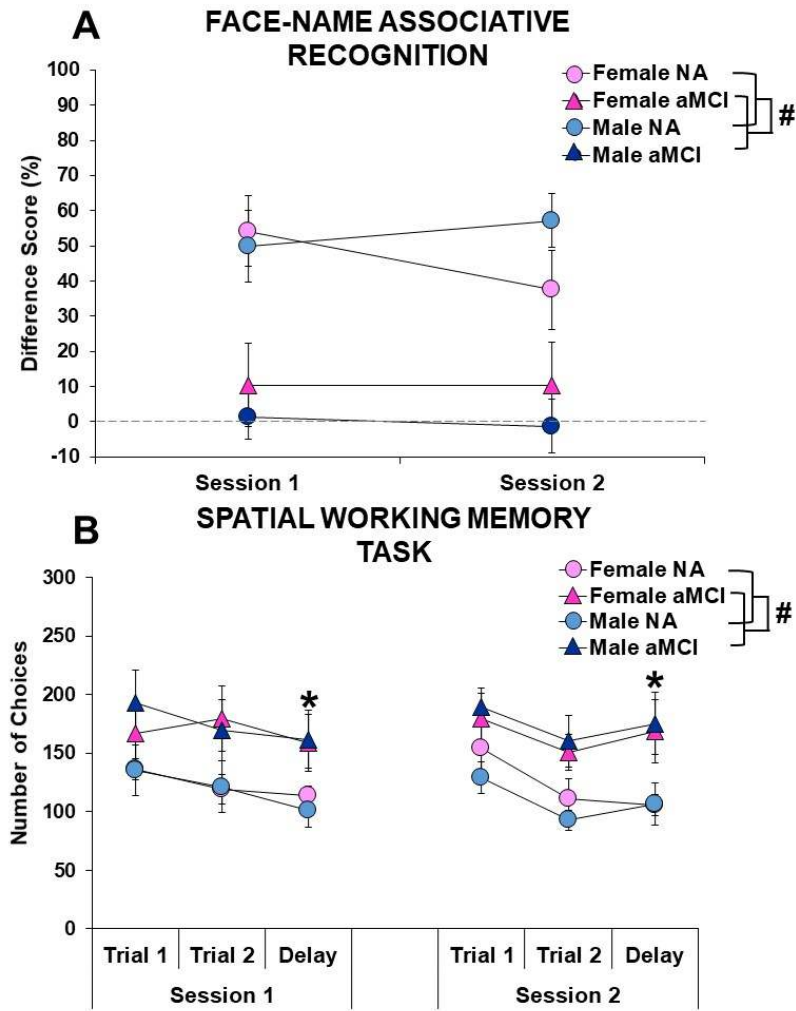 A
FACE-NAME ASSOCIATIVE
RECOGNITION
Female NA
Female aMCI
Male NA
Male aMCI
#
Difference Score (%)
100
90
80
70
60
50
40
30
20
10
0
-10
Session 1 Session 2
B
SPATIAL WORKING MEMORY
TASK
Female NA
Female aMCI
Male NA
Male aMCI
#
Number of Choices
300
250
200
150
100
50
0
* *
Trial 1 Trial 2 Delay Trial 1 Trial 2 Delay
Session 1 Session 2